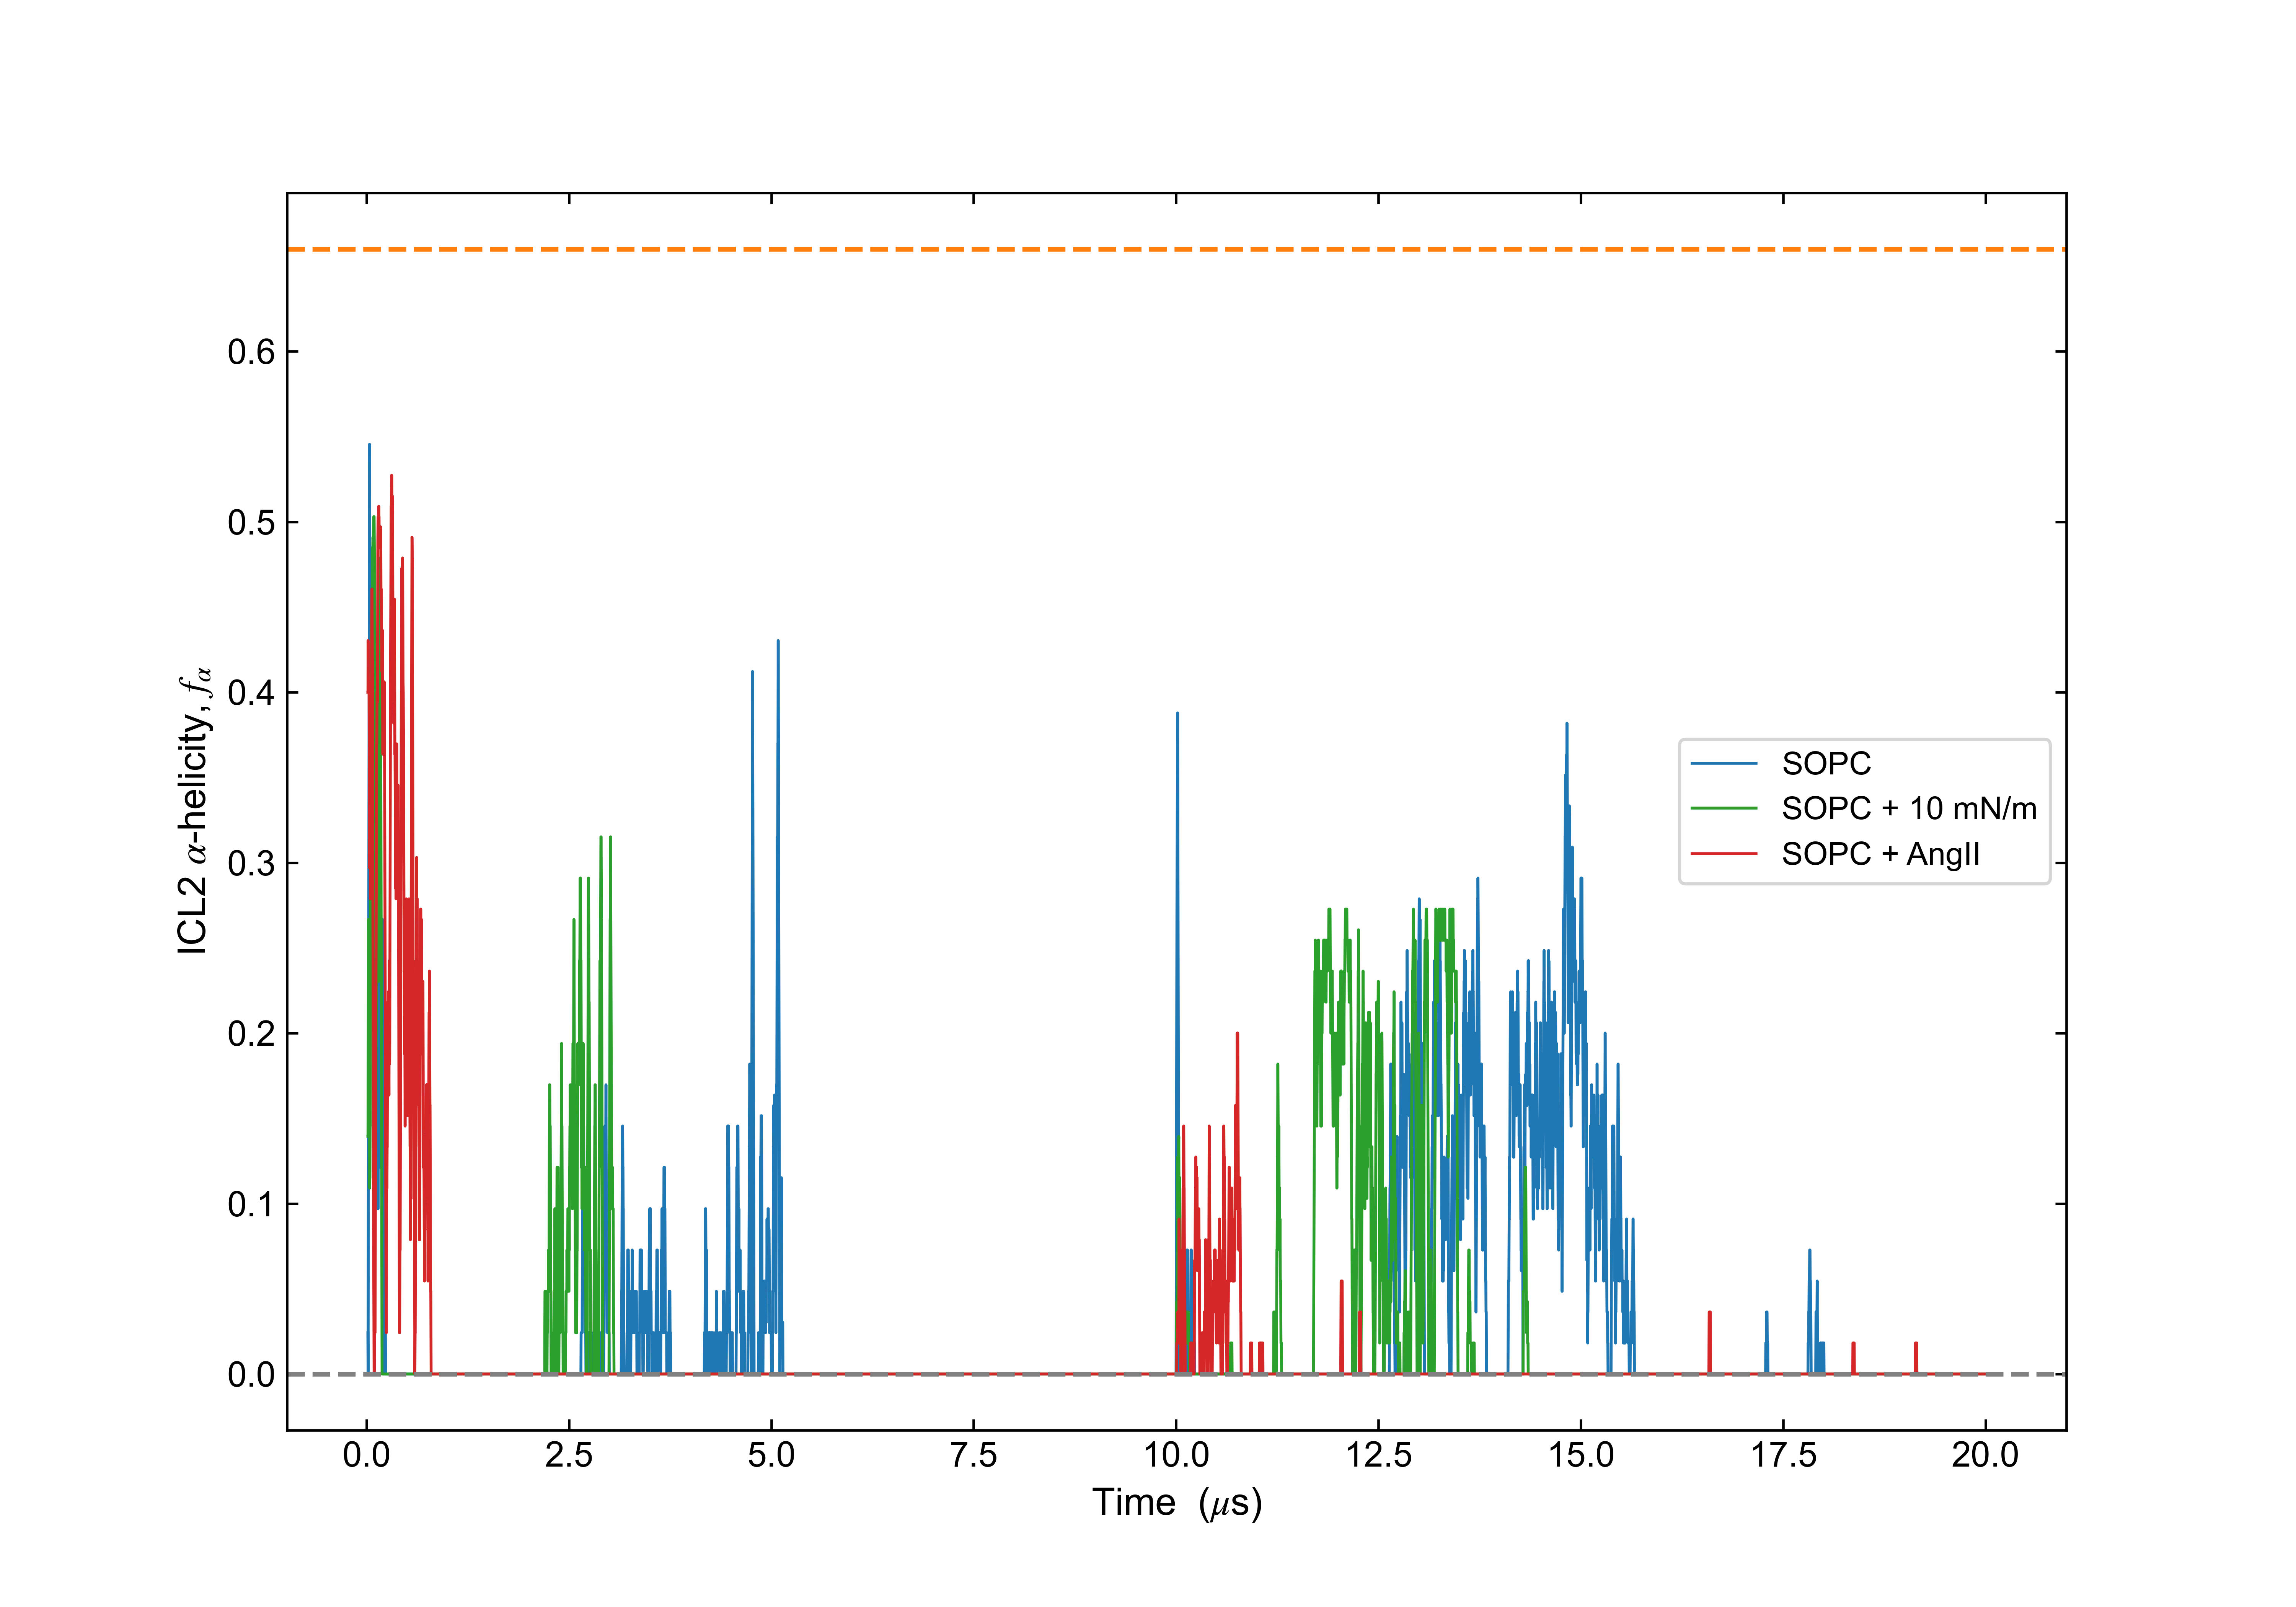 0.6
0.5
0.4
0.3
0.2
0.1
0.0
ICL2 α-helicity, fα
SOPC
SOPC + 10 mN/m
SOPC + AngII
0.0 2.5 5.0 7.5 10.0 12.5 15.0 17.5 20.0
Time (μs)